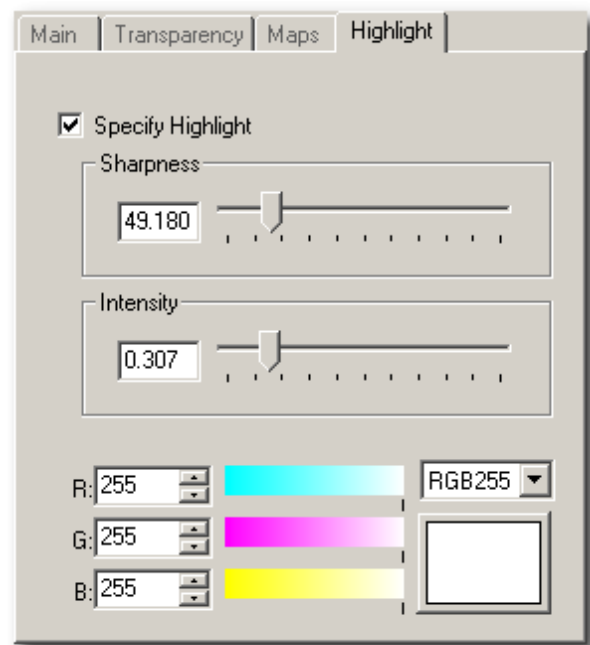 Main Transparency Maps Highlight
Specify Highlight
Sharpness
49.180
Intensity
0.307
R: 255 RGB255
G: 255
B: 255